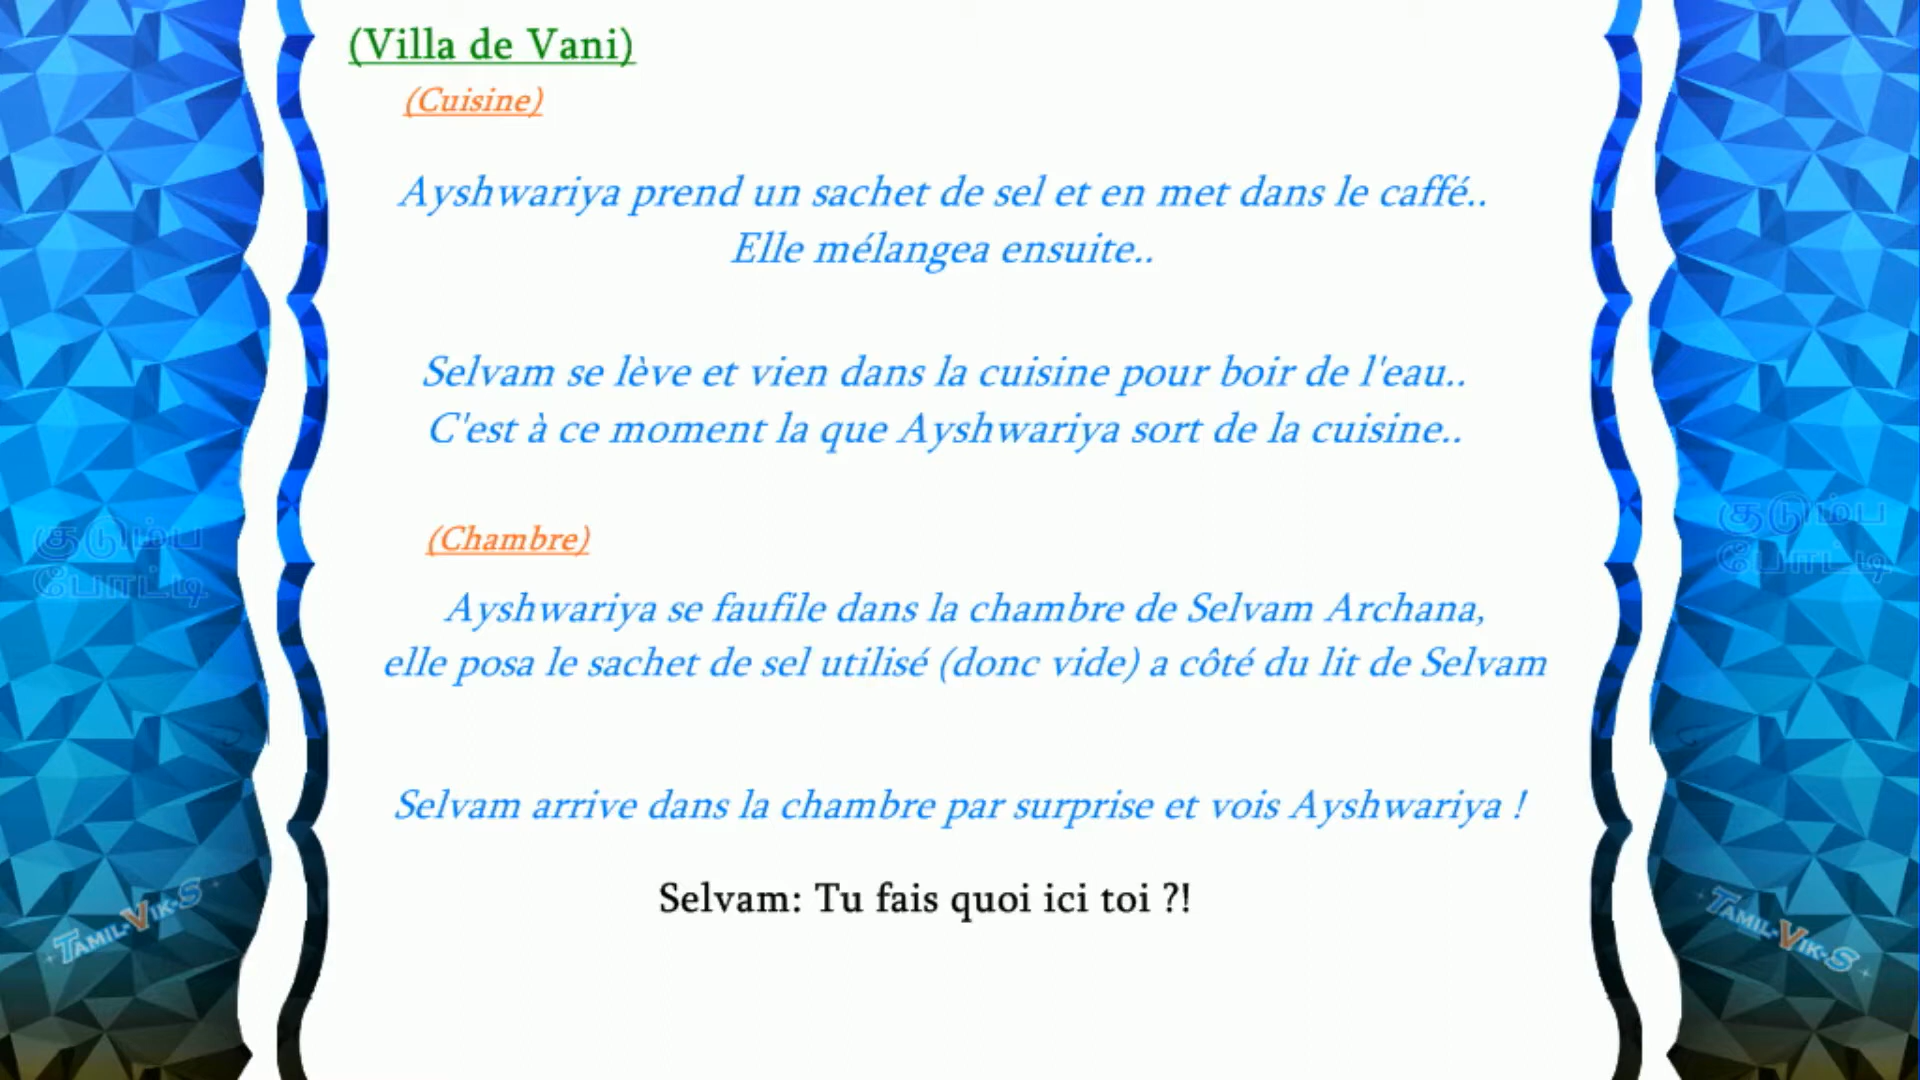 (Villa de Vani)
(Cuisine)
Ayshwariya prend un sachet de sel et en met dans le caffé..
Elle mélangea ensuite..
Selvam se lève et vien dans la cuisine pour boir de l'eau..
C'est à ce moment la que Ayshwariya sort de la cuisine..
(Chambre)
Ayshwariya se faufile dans la chambre de Selvam Archana,
elle posa le sachet de sel utilisé (donc vide) a côté du lit de Selvam
Selvam arrive dans la chambre par surprise et vois Ayshwariya !
Selvam: Tu fais quoi ici toi ?!
குடும்ப
போட்டி
குடும்ப
போட்டி
TAMIL-VIK-S
TAMIL-VIK-S